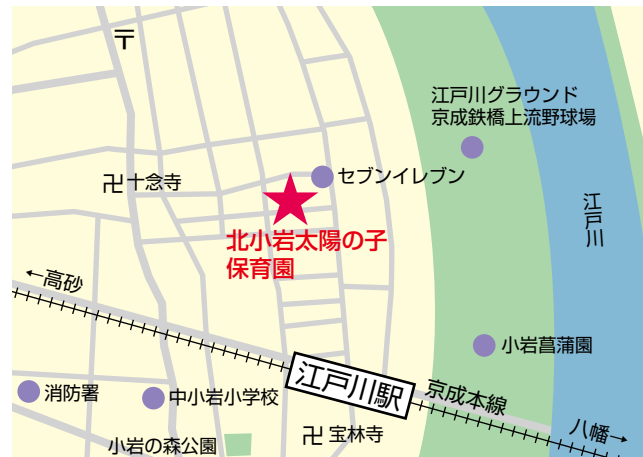 〒
江戸川グラウンド
京成鉄橋上流野球場
卍十念寺
セブンイレブン
江戸川
北小岩太陽の子
保育園
←高砂
小岩菖蒲園
江戸川駅
京成本線
消防署
中小岩小学校
八幡→
小岩の森公園
卍 宝林寺